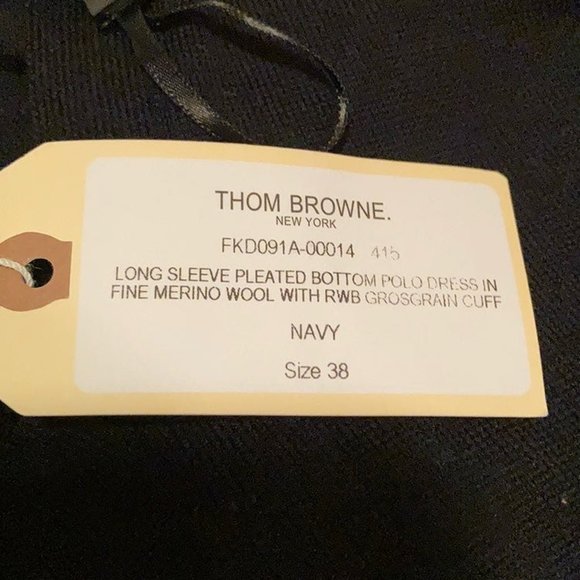 THOM BROWNE.
NEW YORK
FKD091A-00014 415
LONG SLEEVE PLEATED BOTTOM POLO DRESS IN
FINE MERINO WOOL WITH RWB GROSGRAIN CUFF
NAVY
Size 38